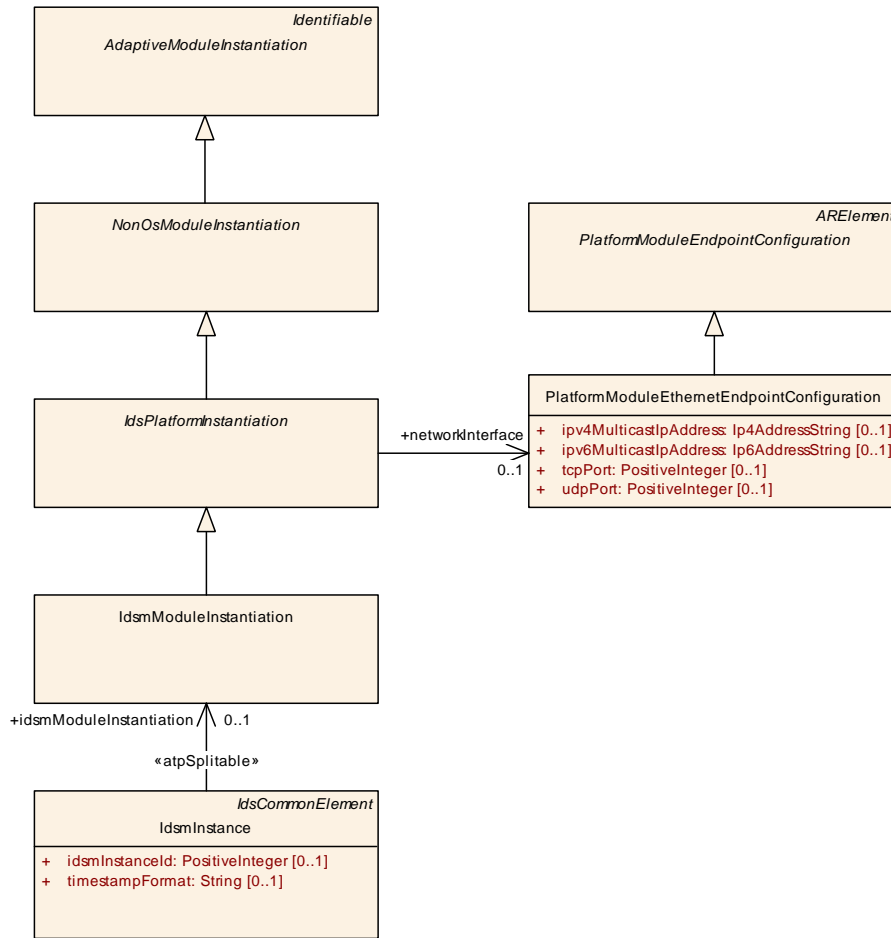 Identifiable
AdaptiveModuleInstantiation
NonOsModuleInstantiation
ARElement
PlatformModuleEndpointConfiguration
IdsPlatformInstantiation
+networkInterface
0..1
PlatformModuleEthernetEndpointConfiguration
+ ipv4MulticastIpAddress: Ip4AddressString [0..1]
+ ipv6MulticastIpAddress: Ip6AddressString [0..1]
+ tcpPort: PositiveInteger [0..1]
+ udpPort: PositiveInteger [0..1]
IdsmModuleInstantiation
+idsmModuleInstantiation 0..1
«atpSplitable»
IdsCommonElement
IdsmInstance
+ idsmInstanceId: PositiveInteger [0..1]
+ timestampFormat: String [0..1]